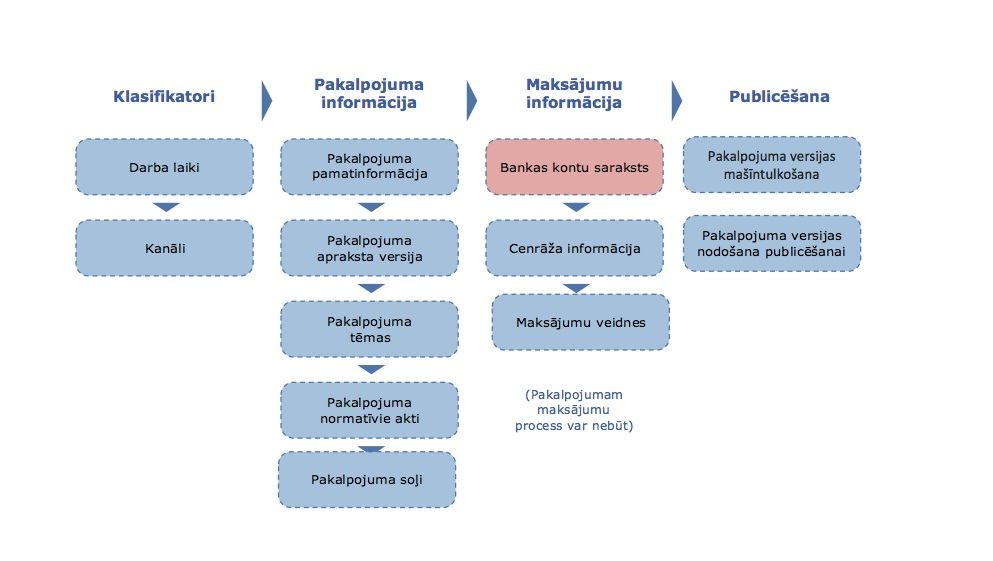 Klasifikatori
Darba laiki
Kanāli
Pakalpojuma
informācija
Pakalpojuma
pamatinformācija
Pakalpojuma
apraksta versija
Pakalpojuma
tēmas
Pakalpojuma
normatīvie akti
Pakalpojuma soļi
Maksājumu
informācija
Bankas kontu saraksts
Cenrāža informācija
Maksājumu veidnes
(Pakalpojumam
maksājumu
process var nebūt)
Publicēšana
Pakalpojuma versijas
mašīntulkošana
Pakalpojuma versijas
nodošana publicēšanai